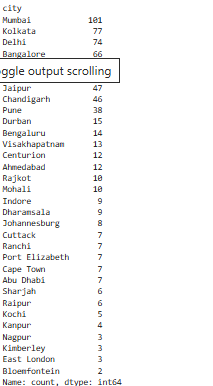 city
Mumbai 101
Kolkata 77
Delhi 74
Bangalore 66
ggle output scrolling
Jaipur 47
Chandigarh 46
Pune 38
Durban 15
Bengaluru 14
Visakhapatnam 13
Centurion 12
Ahmedabad 12
Rajkot 10
Mohali 10
Indore 9
Dharamsala 9
Johannesburg 8
Cuttack 7
Ranchi 7
Port Elizabeth 7
Cape Town 7
Abu Dhabi 7
Sharjah 6
Raipur 6
Kochi 5
Kanpur 4
Nagpur 3
Kimberley 3
East London 3
Bloemfontein 2
Name: count, dtype: int64